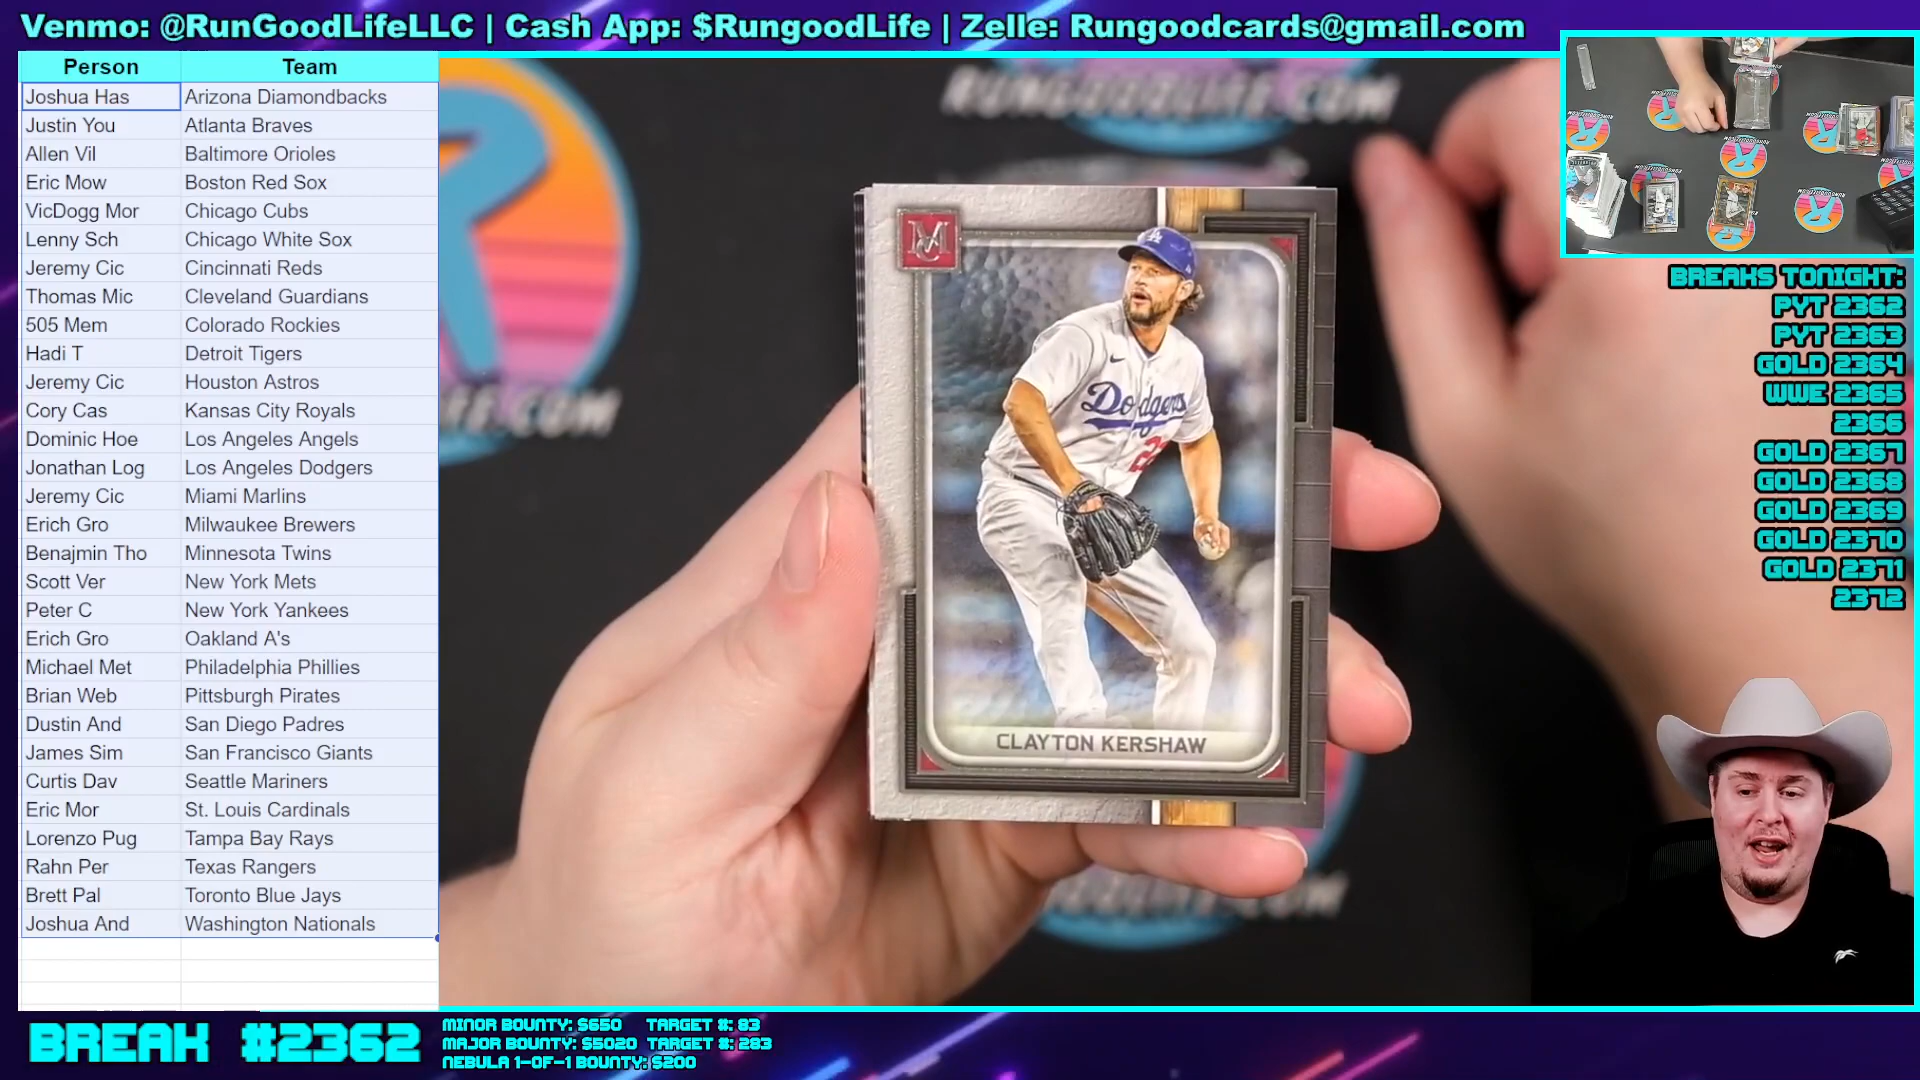 Venmo: @RunGoodLifeLLC | Cash App: $RungoodLife | Zelle: Rungoodcards@gmail.com
Person Team
Joshua Has Arizona Diamondbacks
Justin You Atlanta Braves
Allen Vil Baltimore Orioles
Eric Mow Boston Red Sox
VicDogg Mor Chicago Cubs
Lenny Sch Chicago White Sox
Jeremy Cic Cincinnati Reds
Thomas Mic Cleveland Guardians
505 Mem Colorado Rockies
Hadi T Detroit Tigers
Jeremy Cic Houston Astros
Cory Cas Kansas City Royals
Dominic Hoe Los Angeles Angels
Jonathan Log Los Angeles Dodgers
Jeremy Cic Miami Marlins
Erich Gro Milwaukee Brewers
Benajmin Tho Minnesota Twins
Scott Ver New York Mets
Peter C New York Yankees
Erich Gro Oakland A's
Michael Met Philadelphia Phillies
Brian Web Pittsburgh Pirates
Dustin And San Diego Padres
James Sim San Francisco Giants
Curtis Dav Seattle Mariners
Eric Mor St. Louis Cardinals
Lorenzo Pug Tampa Bay Rays
Rahn Per Texas Rangers
Brett Pal Toronto Blue Jays
Joshua And Washington Nationals
RUNGOODLIFE.COM
Dodgers
CLAYTON KERSHAW
BREAKS TONIGHT:
PYT 2362
PYT 2363
GOLD 2364
WWE 2365
2366
GOLD 2367
GOLD 2368
GOLD 2369
GOLD 2370
GOLD 2371
2372
BREAK #2362
MINOR BOUNTY: $650 TARGET #: 83
MAJOR BOUNTY: $5020 TARGET #: 283
NEBULA 1-OF-1 BOUNTY: $200